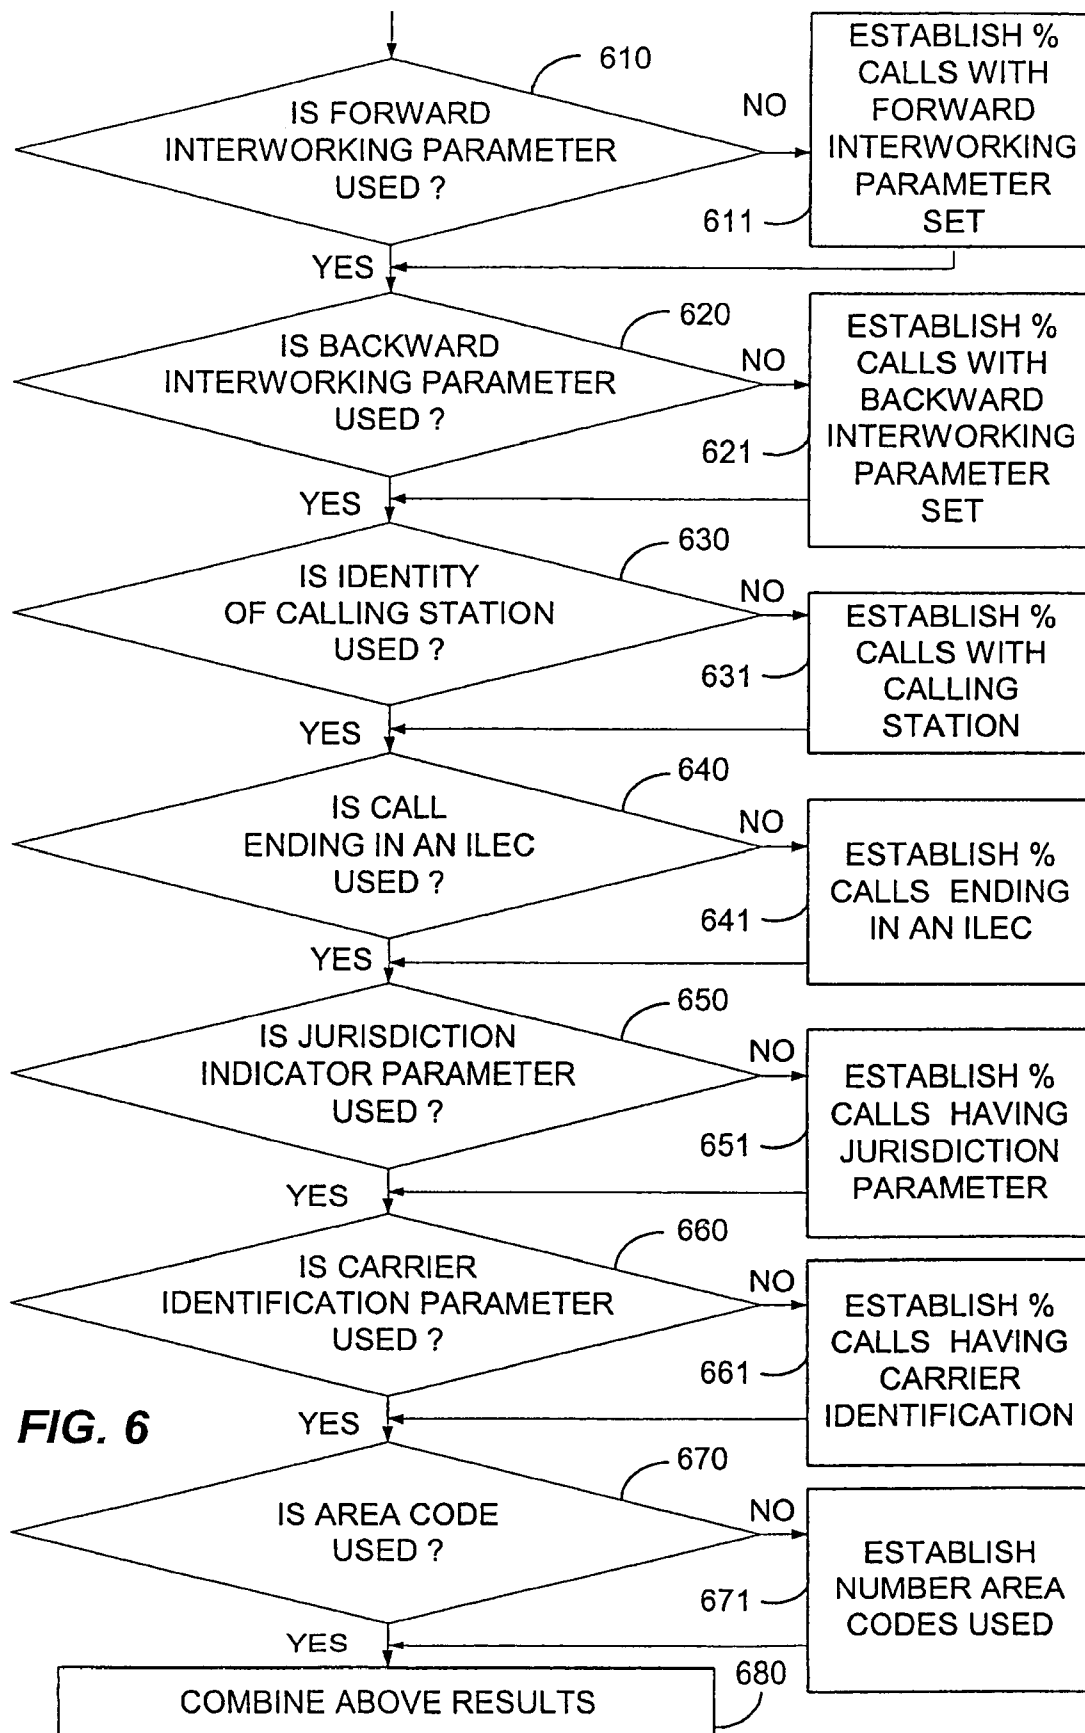 610
IS FORWARD
INTERWORKING PARAMETER
USED ?
NO
ESTABLISH %
CALLS WITH
FORWARD
INTERWORKING
PARAMETER
SET
611
YES
620
IS BACKWARD
INTERWORKING PARAMETER
USED ?
NO
ESTABLISH %
CALLS WITH
BACKWARD
INTERWORKING
PARAMETER
SET
621
YES
630
IS IDENTITY
OF CALLING STATION
USED ?
NO
ESTABLISH %
CALLS WITH
CALLING
STATION
631
YES
640
IS CALL
ENDING IN AN ILEC
USED ?
NO
ESTABLISH %
CALLS ENDING
IN AN ILEC
641
YES
650
IS JURISDICTION
INDICATOR PARAMETER
USED ?
NO
ESTABLISH %
CALLS HAVING
JURISDICTION
PARAMETER
651
YES
660
IS CARRIER
IDENTIFICATION PARAMETER
USED ?
NO
ESTABLISH %
CALLS HAVING
CARRIER
IDENTIFICATION
661
YES
FIG. 6
670
IS AREA CODE
USED ?
NO
ESTABLISH
NUMBER AREA
CODES USED
671
YES
680
COMBINE ABOVE RESULTS